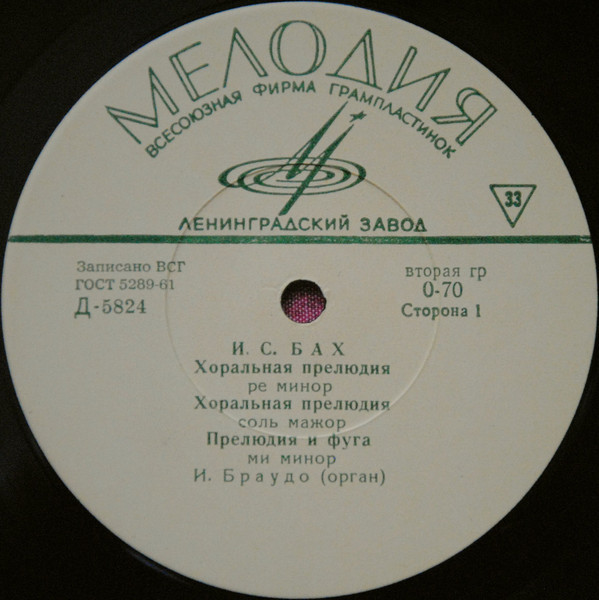 МЕЛОДИЯ
ВСЕСОЮЗНАЯ ФИРМА ГРАМПЛАСТИНОК
33
ЛЕНИНГРАДСКИЙ ЗАВОД
Записано ВСГ
ГОСТ 5289-61
Д-5824
вторая гр
0-70
Сторона 1
И. С. БАХ
Хоральная прелюдия
ре минор
Хоральная прелюдия
соль мажор
Прелюдия и фуга
ми минор
И. Браудо (орган)